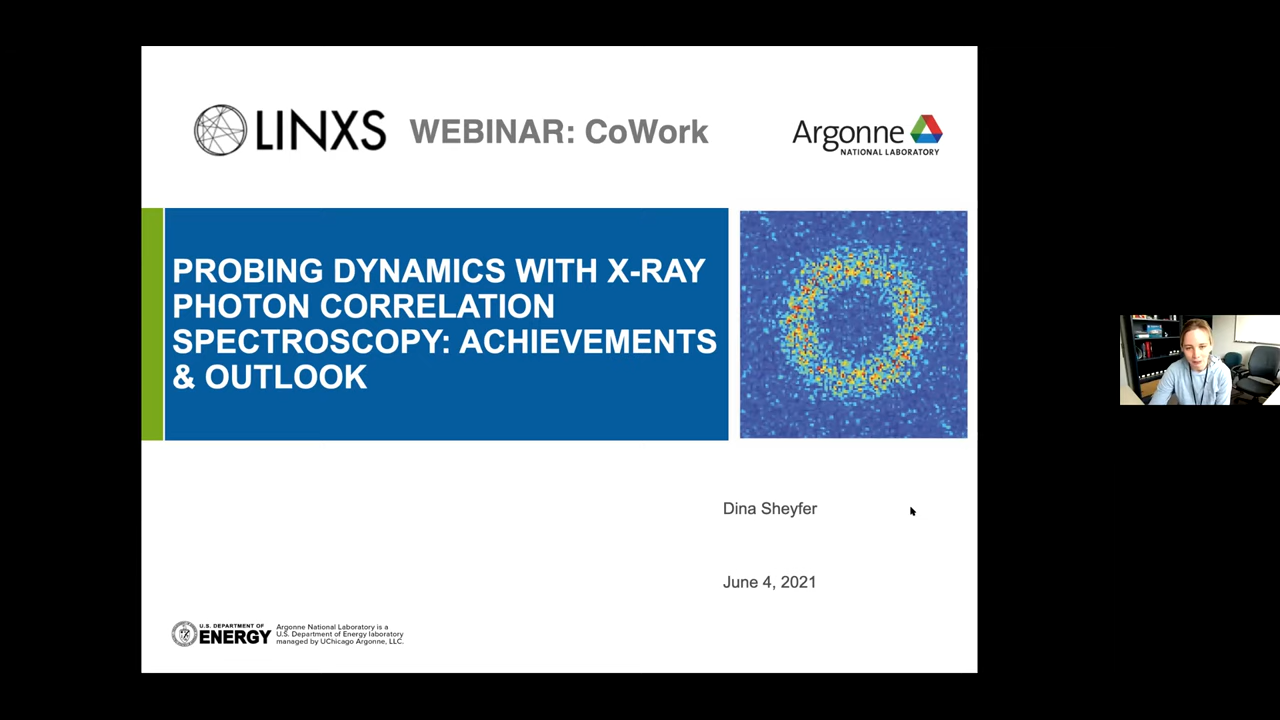 LINXS WEBINAR: CoWork
Argonne
NATIONAL LABORATORY
PROBING DYNAMICS WITH X-RAY
PHOTON CORRELATION
SPECTROSCOPY: ACHIEVEMENTS
& OUTLOOK
Dina Sheyfer
June 4, 2021
U.S. DEPARTMENT OF
ENERGY
Argonne National Laboratory is a
U.S. Department of Energy laboratory
managed by UChicago Argonne, LLC.